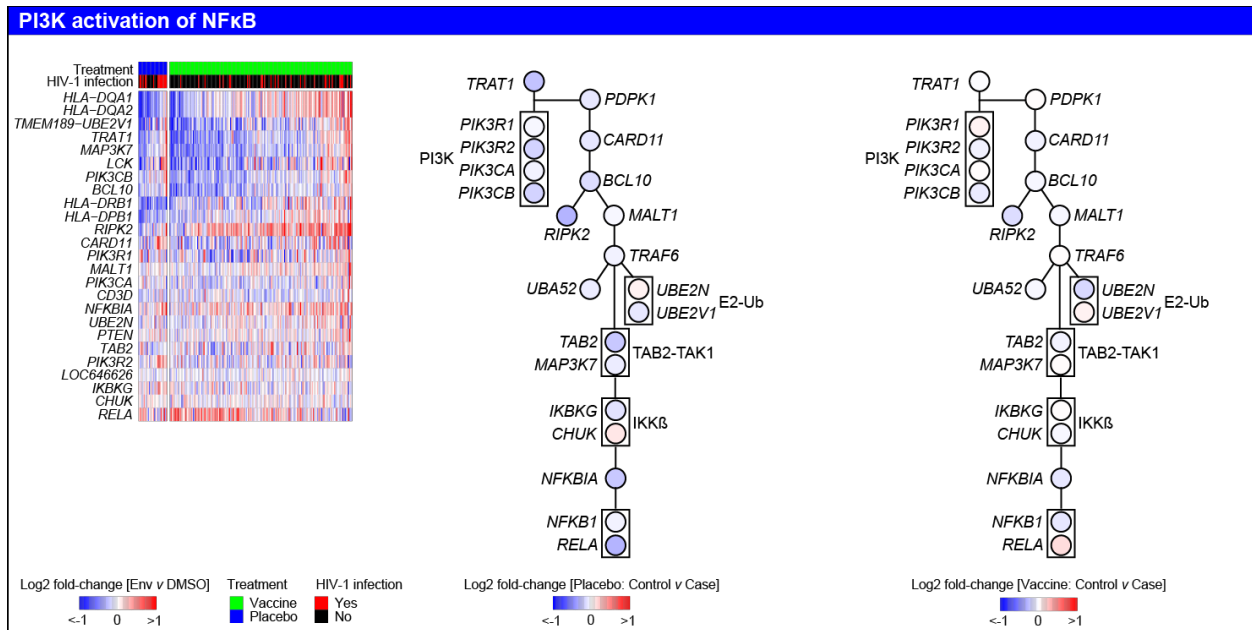 PI3K activation of NFκB
Treatment
HIV-1 infection
HLA−DQA1
HLA−DQA2
TMEM189−UBE2V1
TRAT1
MAP3K7
LCK
PIK3CB
BCL10
HLA−DRB1
HLA−DPB1
RIPK2
CARD11
PIK3R1
MALT1
PIK3CA
CD3D
NFKBIA
UBE2N
PTEN
TAB2
PIK3R2
LOC646626
IKBKG
CHUK
RELA
Log2 fold-change [Env v DMSO]
<-1 0 >1
Treatment
Vaccine
Placebo
HIV-1 infection
Yes
No
TRAT1
PDPK1
PIK3R1
PIK3R2
PIK3CA
PIK3CB
PI3K
CARD11
BCL10
RIPK2
MALT1
TRAF6
UBA52
UBE2N
UBE2V1
E2-Ub
TAB2
MAP3K7
TAB2-TAK1
IKBKG
CHUK
IKKß
NFKBIA
NFKB1
RELA
Log2 fold-change [Placebo: Control v Case]
<-1 0 >1
TRAT1
PDPK1
PIK3R1
PIK3R2
PIK3CA
PIK3CB
PI3K
CARD11
BCL10
RIPK2
MALT1
TRAF6
UBA52
UBE2N
UBE2V1
E2-Ub
TAB2
MAP3K7
TAB2-TAK1
IKBKG
CHUK
IKKß
NFKBIA
NFKB1
RELA
Log2 fold-change [Vaccine: Control v Case]
<-1 0 >1